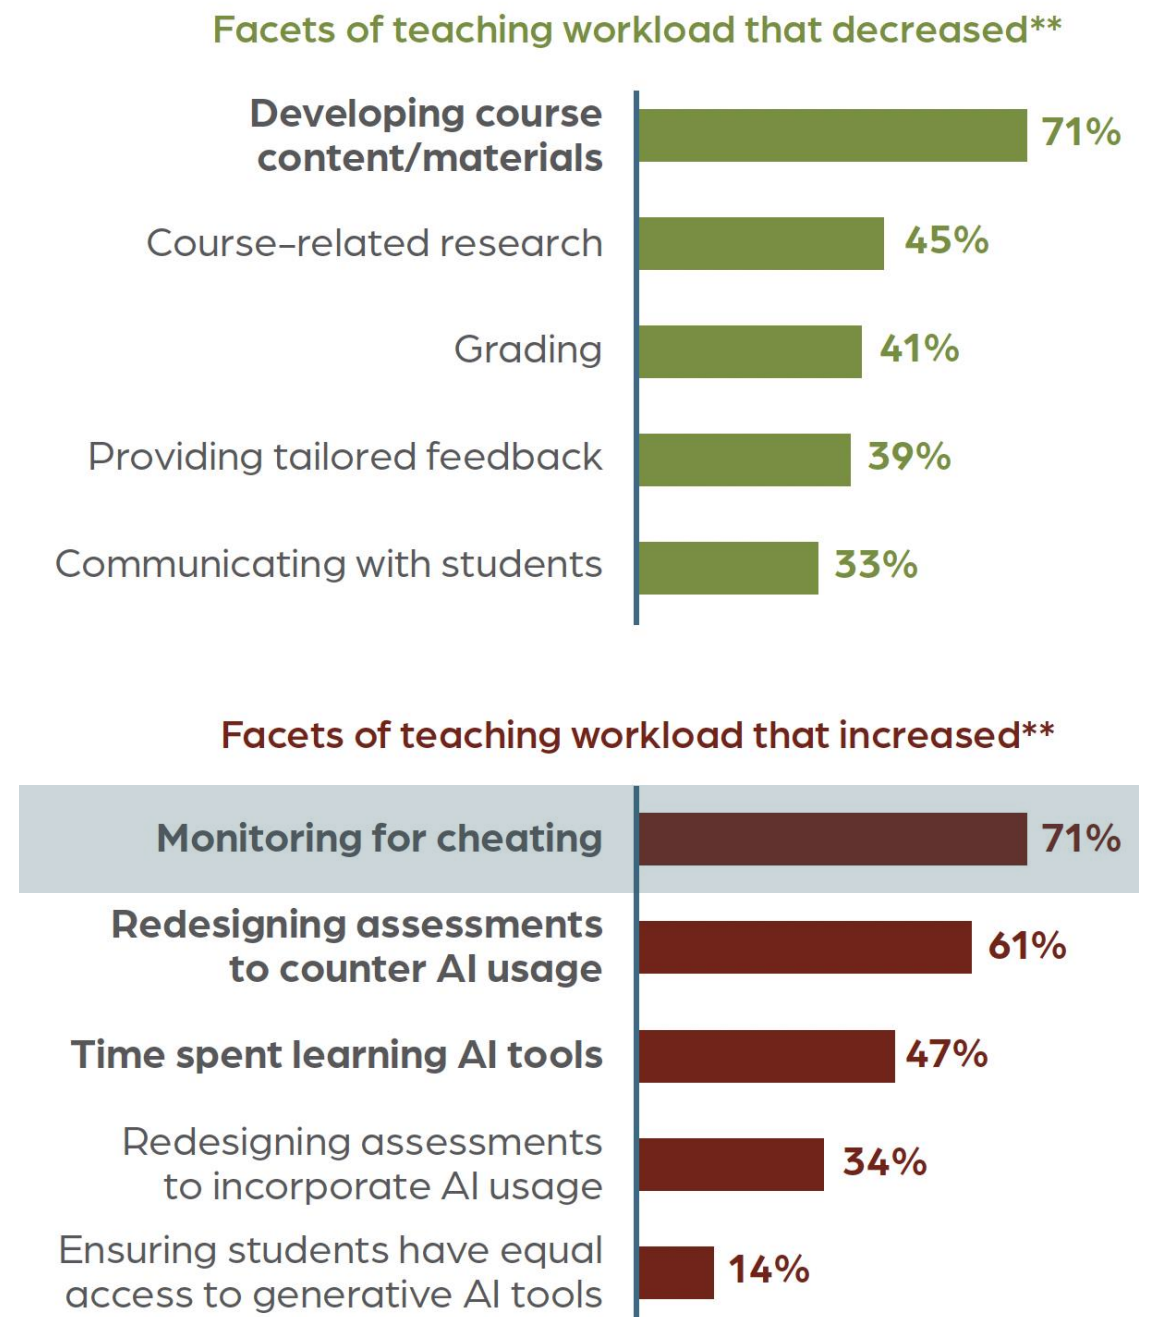 Facets of teaching workload that decreased**
Developing course
content/materials
71%
Course-related research
45%
Grading
41%
Providing tailored feedback
39%
Communicating with students
33%
Facets of teaching workload that increased**
Monitoring for cheating
71%
Redesigning assessments
to counter AI usage
61%
Time spent learning AI tools
47%
Redesigning assessments
to incorporate AI usage
34%
Ensuring students have equal
access to generative AI tools
14%